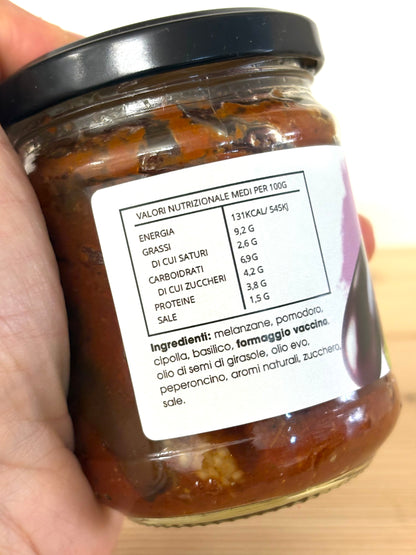 VALORI NUTRIZIONALE MEDI PER 100G
ENERGIA 131KCAL/ 545KJ
GRASSI 9,2 G
DI CUI SATURI 2,6 G
CARBOIDRATI 6,9 G
DI CUI ZUCCHERI 4,2 G
PROTEINE 3,8 G
SALE 1,5 G
Ingredienti: melanzane, pomodoro,
cipolla, basilico, formaggio vaccino,
olio di semi di girasole, olio evo,
peperoncino, aromi naturali, zucchero,
sale.